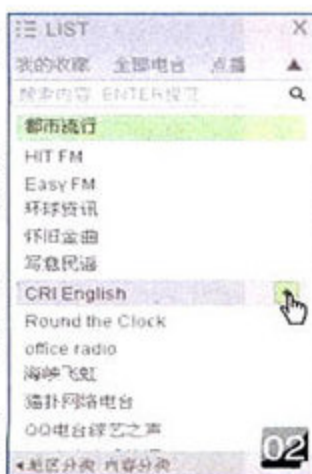 LIST
我的收藏 全部电台 点播
搜索内容 ENTER提交
都市流行
HIT FM
Easy FM
环球资讯
怀旧金曲
写意民谣
CRI English
Round the Clock
office radio
海峡飞虹
猫扑网络电台
QQ电台综艺之声
地区分类 内容分类
02